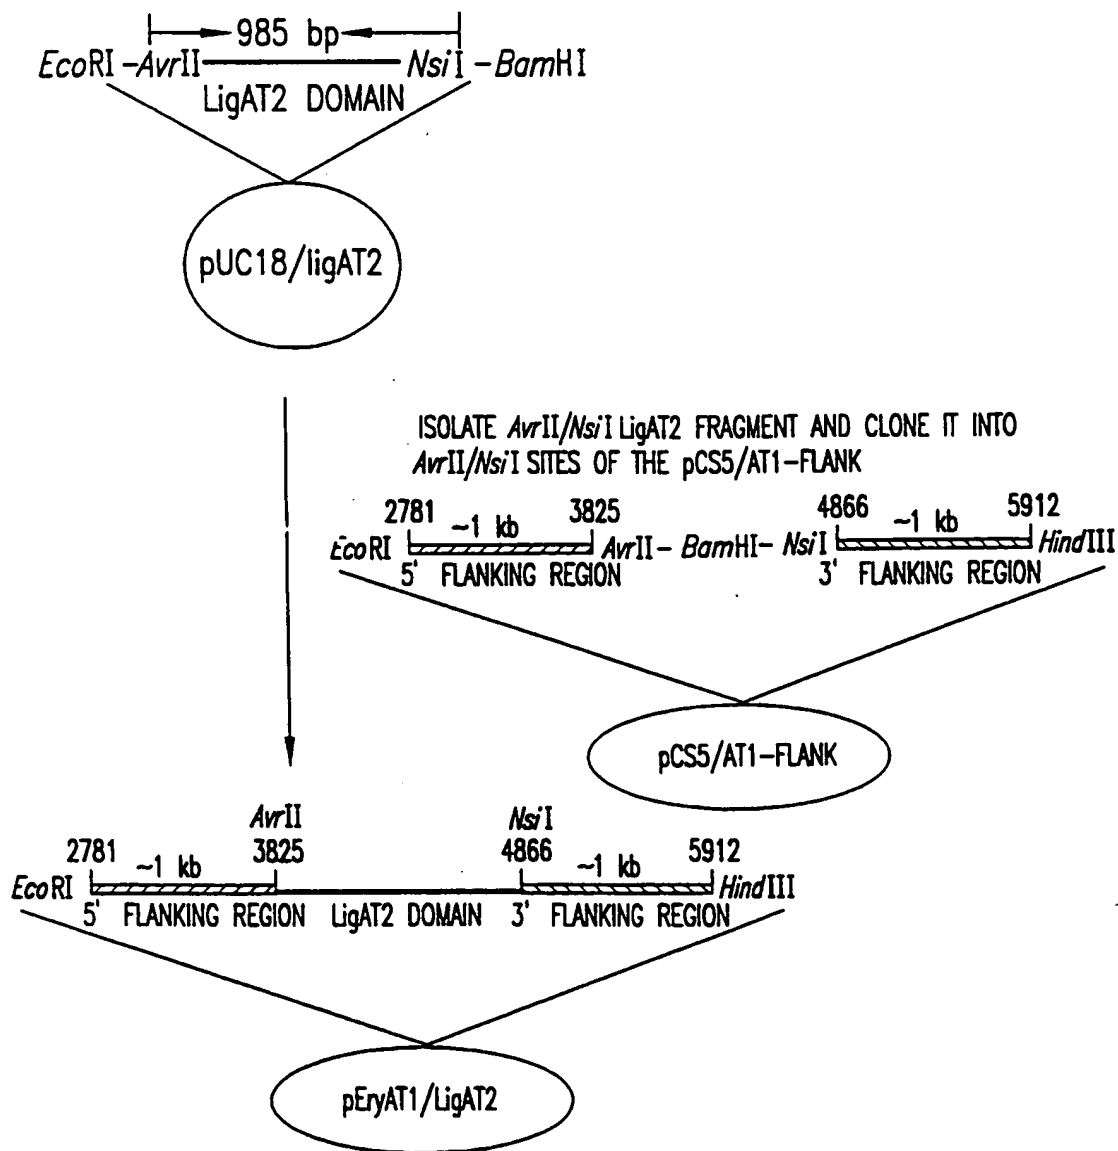 985 bp
EcoRI -AvrII NsiI -BamHI
LigAT2 DOMAIN
pUC18/ligAT2
ISOLATE AvrII/NsiI LigAT2 FRAGMENT AND CLONE IT INTO
AvrII/NsiI SITES OF THE pCS5/AT1-FLANK
2781 ~1 kb 3825 4866 ~1 kb 5912
EcoRI AvrII - BamHI- NsiI HindIII
5' FLANKING REGION 3' FLANKING REGION
pCS5/AT1-FLANK
AvrII NsiI
2781 ~1 kb 3825 4866 ~1 kb 5912
EcoRI HindIII
5' FLANKING REGION LigAT2 DOMAIN 3' FLANKING REGION
pEryAT1/LigAT2